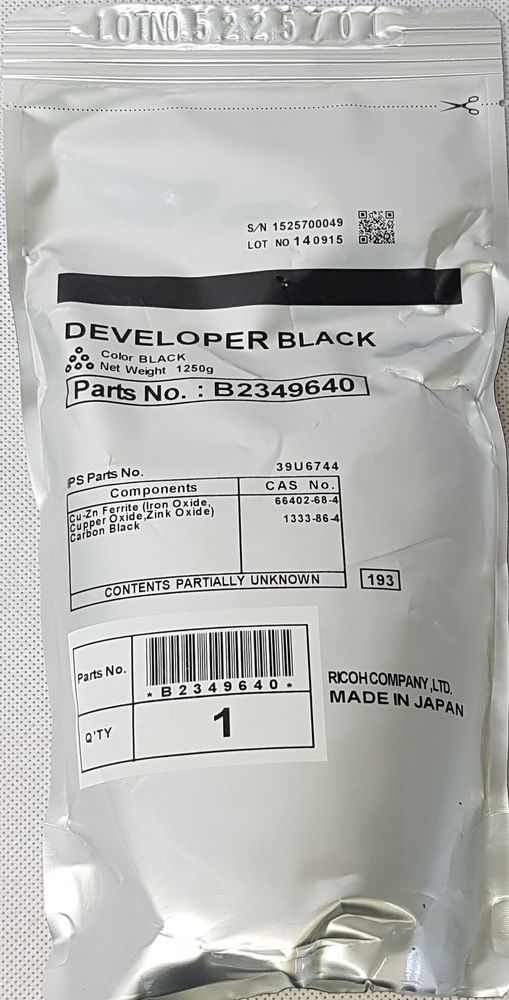 LOTNO.5225701
S/N 1525700049
LOT NO 140915
DEVELOPER BLACK
Color BLACK
Net Weight 1250g
Parts No. : B2349640
IPS Parts No. 39U6744
Components CAS No.
Cu-Zn Ferrite (Iron Oxide, 66402-68-4
Cupper Oxide,Zink Oxide)
Carbon Black 1333-86-4
CONTENTS PARTIALLY UNKNOWN
193
Parts No. *B2349640*
Q'TY 1
RICOH COMPANY,LTD.
MADE IN JAPAN